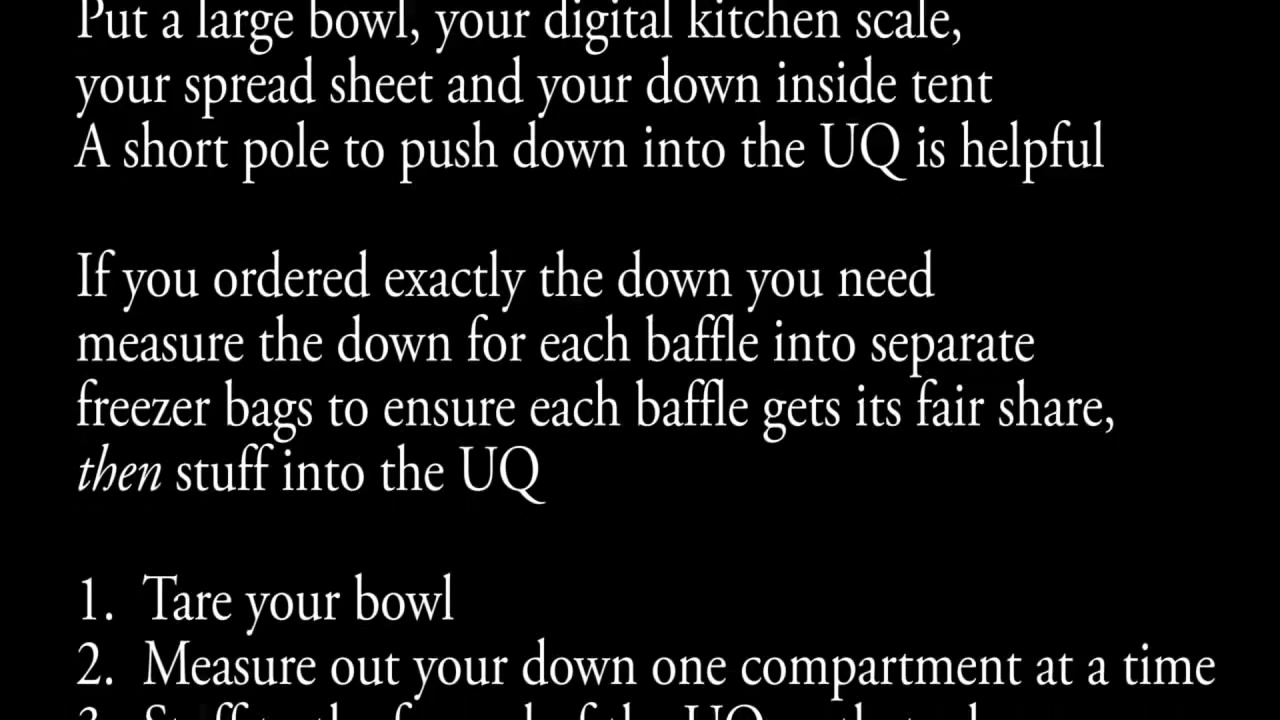 Put a large bowl, your digital kitchen scale,
your spread sheet and your down inside tent
A short pole to push down into the UQ is helpful
If you ordered exactly the down you need
measure the down for each baffle into separate
freezer bags to ensure each baffle gets its fair share,
then stuff into the UQ
1. Tare your bowl
2. Measure out your down one compartment at a time